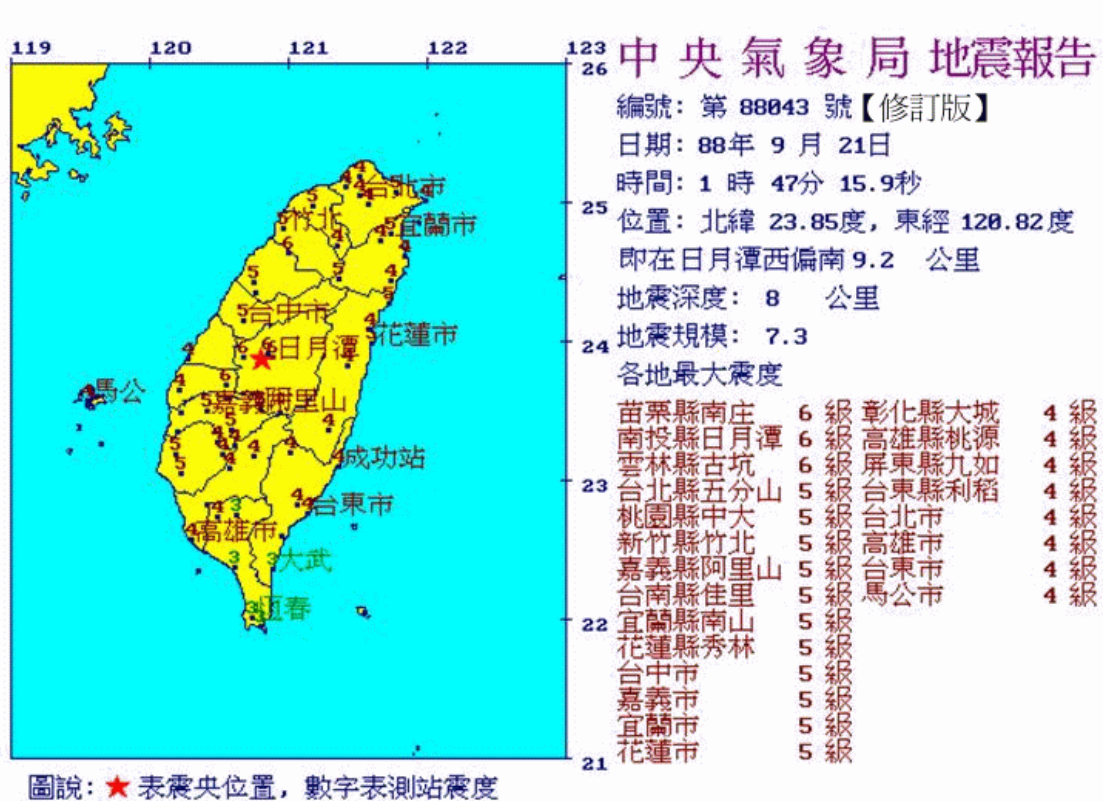 119 120 121 122 123
26
25
24
23
22
21
台北市
竹北
宜蘭市
台中市
花蓮市
日月潭
馬公
嘉義
阿里山
成功站
台東市
高雄市
大武
恆春
圖說: ★ 表震央位置, 數字表測站震度
中央氣象局地震報告
編號: 第 88043 號【修訂版】
日期: 88年 9 月 21日
時間: 1 時 47分 15.9秒
位置: 北緯 23.85度, 東經 120.82度
即在日月潭西偏南 9.2 公里
地震深度: 8 公里
地震規模: 7.3
各地最大震度
苗栗縣南庄 6 級 彰化縣大城 4 級
南投縣日月潭 6 級 高雄縣桃源 4 級
雲林縣古坑 6 級 屏東縣九如 4 級
台北縣五分山 5 級 台東縣利稻 4 級
桃園縣中大 5 級 台北市 4 級
新竹縣竹北 5 級 高雄市 4 級
嘉義縣阿里山 5 級 台東市 4 級
台南縣佳里 5 級 馬公市 4 級
宜蘭縣南山 5 級
花蓮縣秀林 5 級
台中市 5 級
嘉義市 5 級
宜蘭市 5 級
花蓮市 5 級